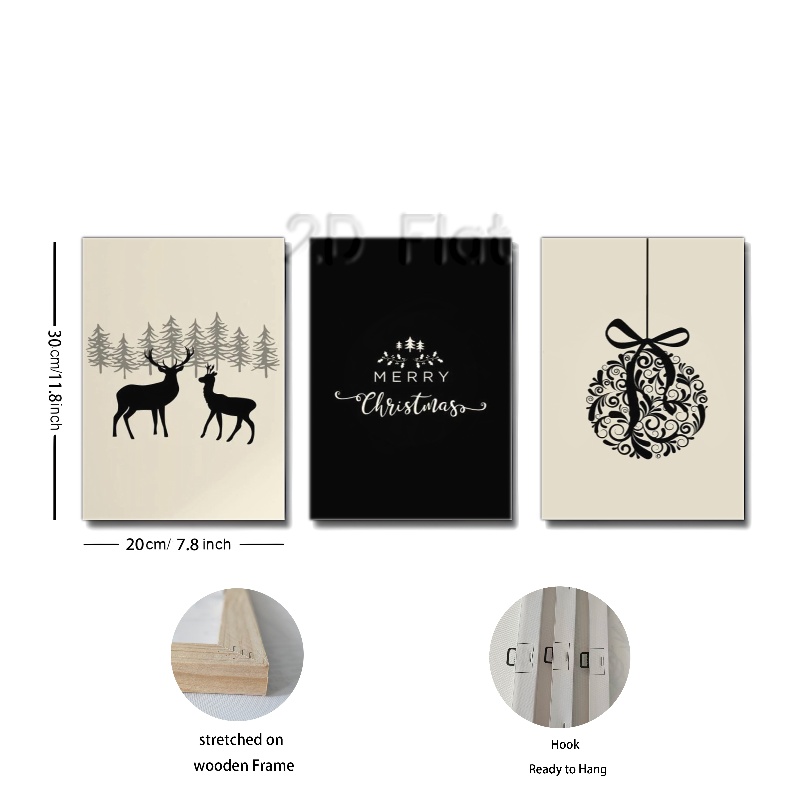 2D Flat
30cm/11.8inch
MERRY
Christmas
20cm/ 7.8 inch
stretched on
wooden Frame
Hook
Ready to Hang